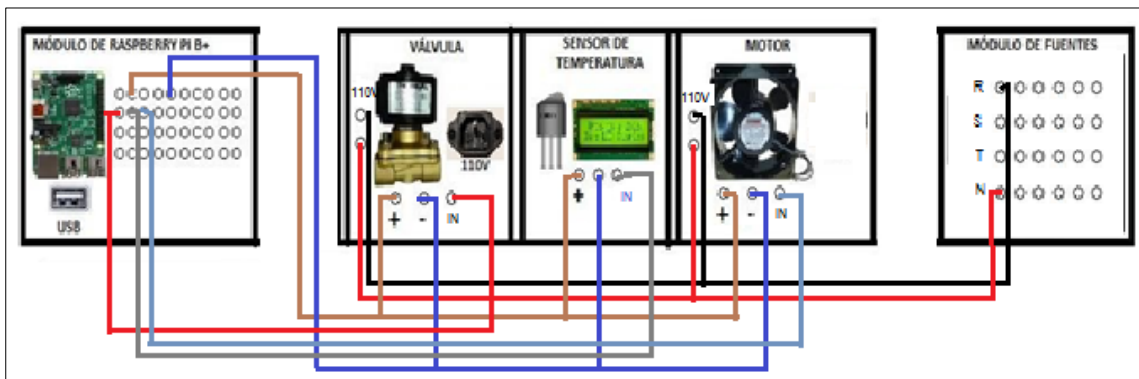 MÓDULO DE RASPBERRY PI B+
USB
VÁLVULA
110V
110V
+ - IN
SENSOR DE
TEMPERATURA
+ IN
MOTOR
110V
+ - IN
MÓDULO DE FUENTES
R
S
T
N